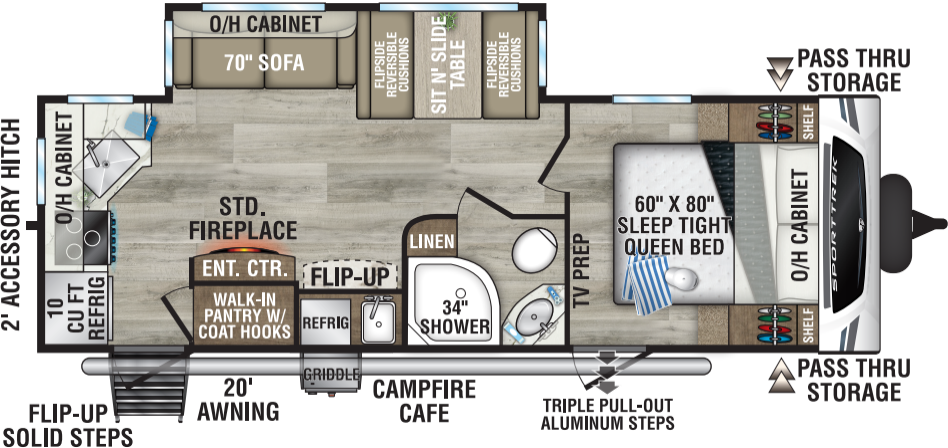 O/H CABINET
70" SOFA
FLIPSIDE
REVERSIBLE
CUSHIONS
SIT N' SLIDE
TABLE
FLIPSIDE
REVERSIBLE
CUSHIONS
PASS THRU
STORAGE
2' ACCESSORY HITCH
O/H CABINET
10
CU FT
REFRIG
STD.
FIREPLACE
ENT. CTR.
WALK-IN
PANTRY W/
COAT HOOKS
FLIP-UP
REFRIG
LINEN
34"
SHOWER
TV PREP
60" X 80"
SLEEP TIGHT
QUEEN BED
SHELF
O/H CABINET
SHELF
SPORTTREK
GRIDDLE
FLIP-UP
SOLID STEPS
20'
AWNING
CAMPFIRE
CAFE
TRIPLE PULL-OUT
ALUMINUM STEPS
PASS THRU
STORAGE